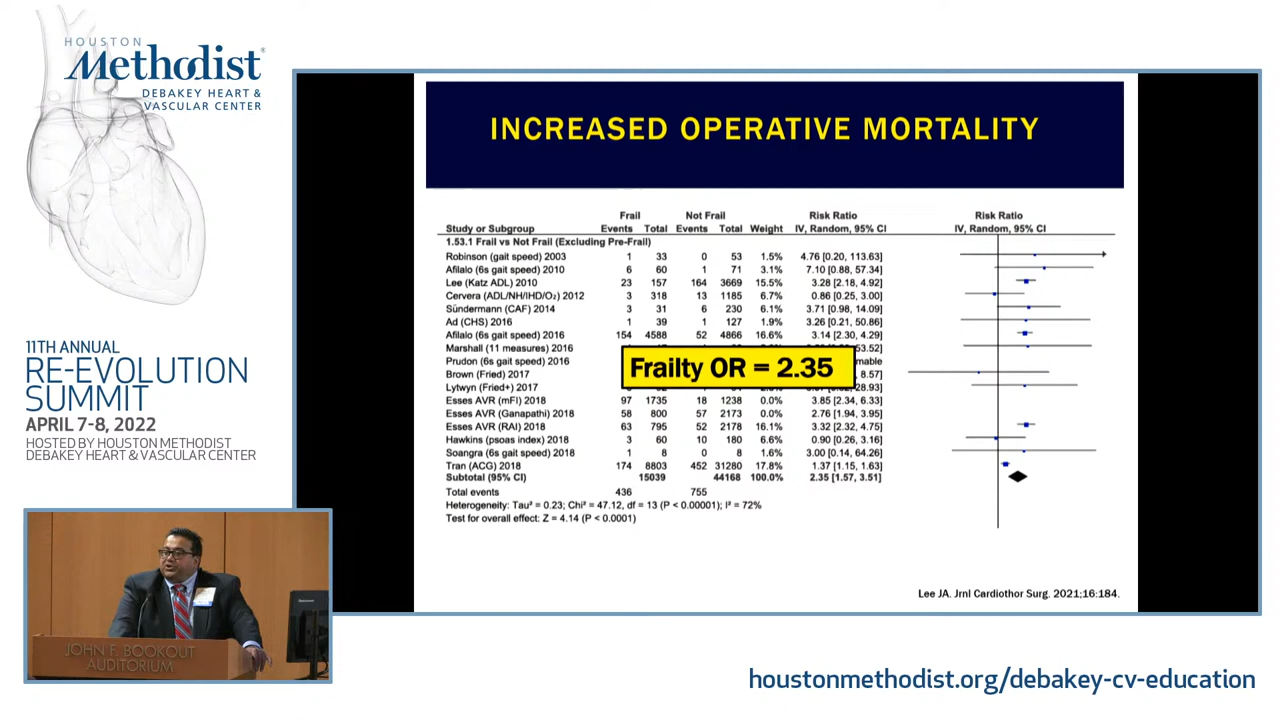 HOUSTON
Methodist
DEBAKEY HEART &
VASCULAR CENTER
11TH ANNUAL
RE-EVOLUTION
SUMMIT
APRIL 7-8, 2022
HOSTED BY HOUSTON METHODIST
DEBAKEY HEART & VASCULAR CENTER
INCREASED OPERATIVE MORTALITY
Frail Not Frail Risk Ratio Risk Ratio
Study or Subgroup Events Total Events Total Weight IV, Random, 95% CI IV, Random, 95% CI
1.53.1 Frail vs Not Frail (Excluding Pre-Frail)
Robinson (gait speed) 2003 1 33 0 53 1.5% 4.76 [0.20, 113.63]
Afilalo (6s gait speed) 2010 6 60 1 71 3.1% 7.10 [0.88, 57.34]
Lee (Katz ADL) 2010 23 157 164 3669 15.5% 3.28 [2.18, 4.92]
Cervera (ADL/NH/IHD/O₂) 2012 3 318 13 1185 6.7% 0.86 [0.25, 3.00]
Sündermann (CAF) 2014 3 31 6 230 6.1% 3.71 [0.98, 14.09]
Ad (CHS) 2016 1 39 1 127 1.9% 3.26 [0.21, 50.86]
Afilalo (6s gait speed) 2016 154 4588 52 4866 16.6% 3.14 [2.30, 4.29]
Marshall (11 measures) 2016 53.52]
Prudon (6s gait speed) 2016 mable
Brown (Fried) 2017 8.57]
Lytwyn (Fried+) 2017 28.93]
Frailty OR = 2.35
Esses AVR (mFI) 2018 97 1735 18 1238 0.0% 3.85 [2.34, 6.33]
Esses AVR (Ganapathi) 2018 58 800 57 2173 0.0% 2.76 [1.94, 3.95]
Esses AVR (RAI) 2018 63 795 52 2178 16.1% 3.32 [2.32, 4.75]
Hawkins (psoas index) 2018 3 60 10 180 6.6% 0.90 [0.26, 3.16]
Soangra (6s gait speed) 2018 1 8 0 8 1.6% 3.00 [0.14, 64.26]
Tran (ACG) 2018 174 8803 452 31280 17.8% 1.37 [1.15, 1.63]
Subtotal (95% CI) 15039 44168 100.0% 2.35 [1.57, 3.51]
Total events 436 755
Heterogeneity: Tau² = 0.23; Chi² = 47.12, df = 13 (P < 0.00001); I² = 72%
Test for overall effect: Z = 4.14 (P < 0.0001)
Lee JA. Jrnl Cardiothor Surg. 2021;16:184.
JOHN F. BOOKOUT
AUDITORIUM
houstonmethodist.org/debakey-cv-education